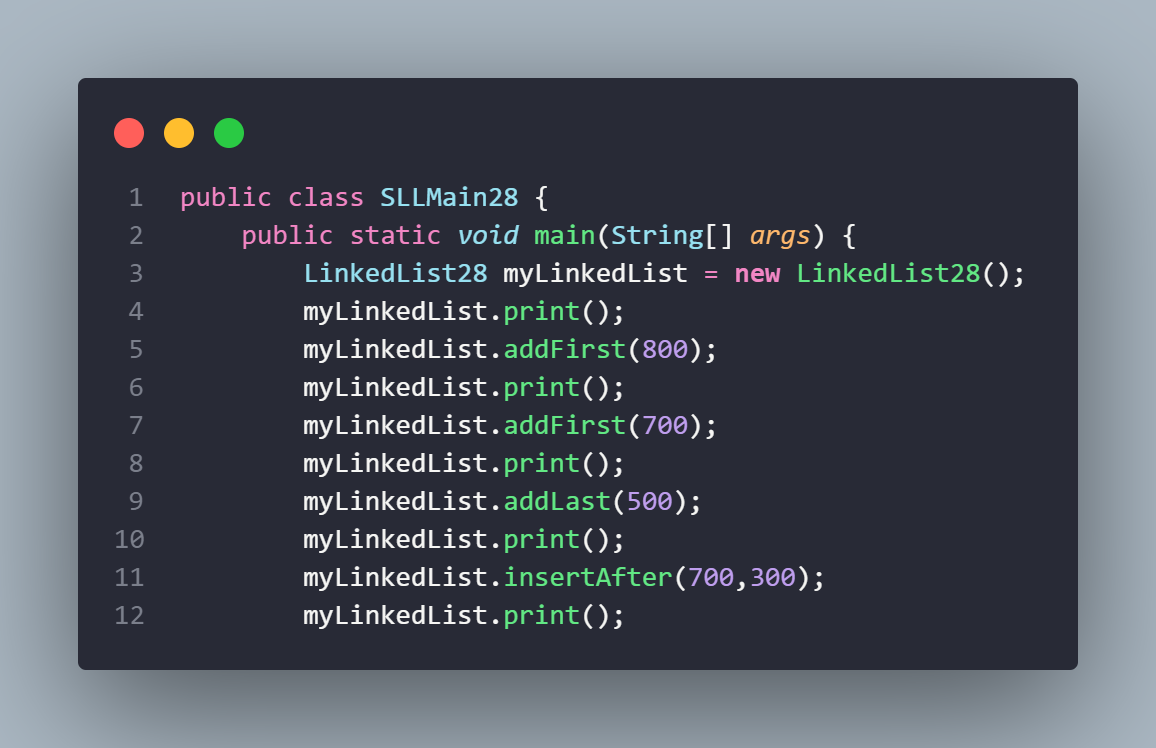 1 public class SLLMain28 {
2 public static void main(String[] args) {
3 LinkedList28 myLinkedList = new LinkedList28();
4 myLinkedList.print();
5 myLinkedList.addFirst(800);
6 myLinkedList.print();
7 myLinkedList.addFirst(700);
8 myLinkedList.print();
9 myLinkedList.addLast(500);
10 myLinkedList.print();
11 myLinkedList.insertAfter(700,300);
12 myLinkedList.print();